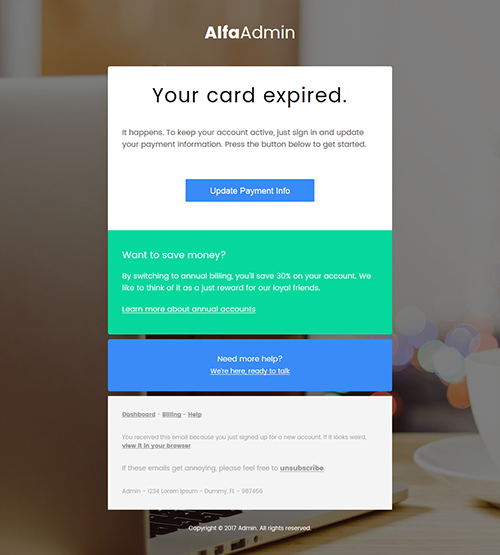 AlfaAdmin
Your card expired.
It happens. To keep your account active, just sign in and update
your payment information. Press the button below to get started.
Update Payment Info
Want to save money?
By switching to annual billing, you'll save 30% on your account. We
like to think of it as a just reward for our loyal friends.
Learn more about annual accounts
Need more help?
We're here, ready to talk
Dashboard - Billing - Help
You received this email because you just signed up for a new account. If it looks weird,
view it in your browser.
If these emails get annoying, please feel free to unsubscribe.
Admin - 1234 Lorem Ipsum - Dummy, FL - 987456
Copyright © 2017 Admin. All rights reserved.